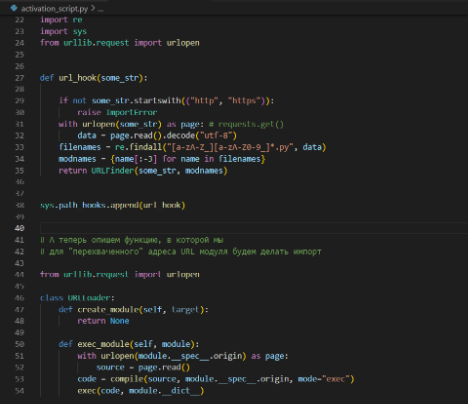 activation_script.py > ...
22 import re
23 import sys
24 from urllib.request import urlopen
25
26
27 def url_hook(some_str):
28
29 if not some_str.startswith(("http", "https")):
30 raise ImportError
31 with urlopen(some_str) as page: # requests.get()
32 data = page.read().decode("utf-8")
33 filenames = re.findall("[a-zA-Z_][a-zA-Z0-9_]*.py", data)
34 modnames = {name[:-3] for name in filenames}
35 return URLFinder(some_str, modnames)
36
37
38 sys.path_hooks.append(url_hook)
39
40
41 # А теперь опишем функцию, в которой мы
42 # для "перехваченного" адреса URL модуля будем делать импорт
43
44 from urllib.request import urlopen
45
46 class URLLoader:
47 def create_module(self, target):
48 return None
49
50 def exec_module(self, module):
51 with urlopen(module.__spec__.origin) as page:
52 source = page.read()
53 code = compile(source, module.__spec__.origin, mode="exec")
54 exec(code, module.__dict__)